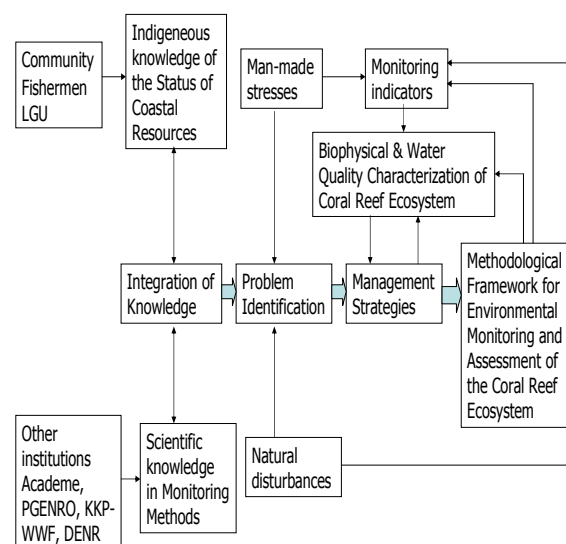 Community
Fishermen
LGU
Indigeneous
knowledge of
the Status of
Coastal
Resources
Man-made
stresses
Monitoring
indicators
Biophysical & Water
Quality Characterization of
Coral Reef Ecosystem
Integration of
Knowledge
Problem
Identification
Management
Strategies
Methodological
Framework for
Environmental
Monitoring and
Assessment of
the Coral Reef
Ecosystem
Other
institutions
Academe,
PGENRO, KKP-
WWF, DENR
Scientific
knowledge
in Monitoring
Methods
Natural
disturbances